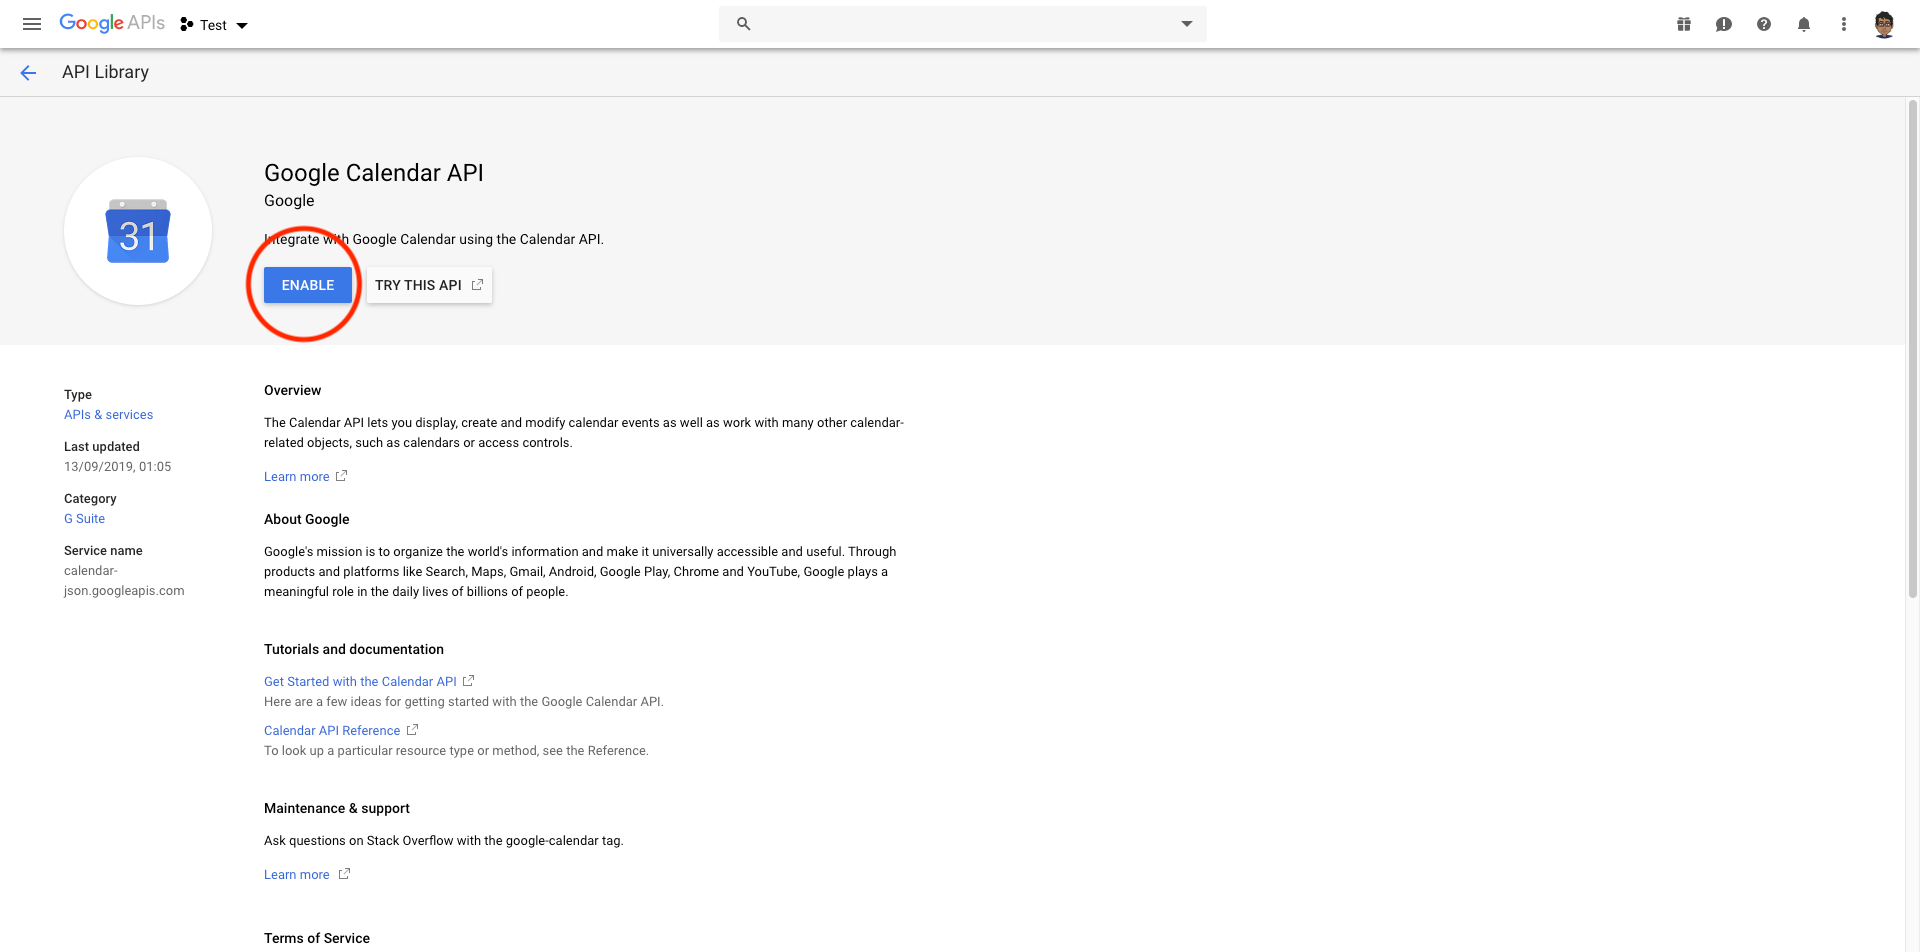 Google APIs
Test
API Library
31
Google Calendar API
Google
Integrate with Google Calendar using the Calendar API.
ENABLE
TRY THIS API
Type
APIs & services
Last updated
13/09/2019, 01:05
Category
G Suite
Service name
calendar-
json.googleapis.com
Overview
The Calendar API lets you display, create and modify calendar events as well as work with many other calendar-
related objects, such as calendars or access controls.
Learn more
About Google
Google's mission is to organize the world's information and make it universally accessible and useful. Through
products and platforms like Search, Maps, Gmail, Android, Google Play, Chrome and YouTube, Google plays a
meaningful role in the daily lives of billions of people.
Tutorials and documentation
Get Started with the Calendar API
Here are a few ideas for getting started with the Google Calendar API.
Calendar API Reference
To look up a particular resource type or method, see the Reference.
Maintenance & support
Ask questions on Stack Overflow with the google-calendar tag.
Learn more
Terms of Service